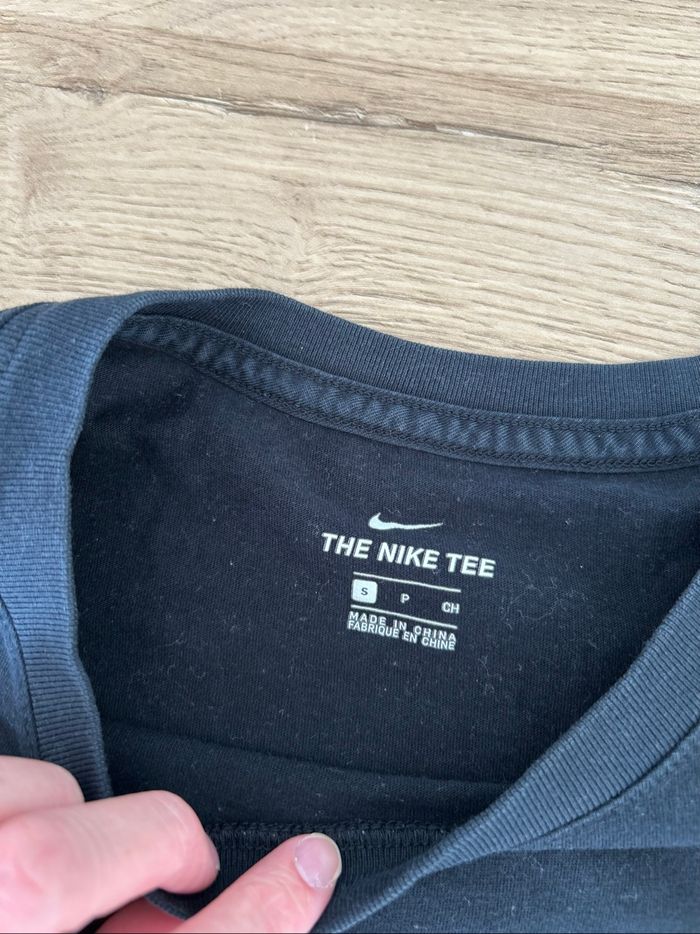 THE NIKE TEE
S P CH
MADE IN CHINA
FABRIQUE EN CHINE